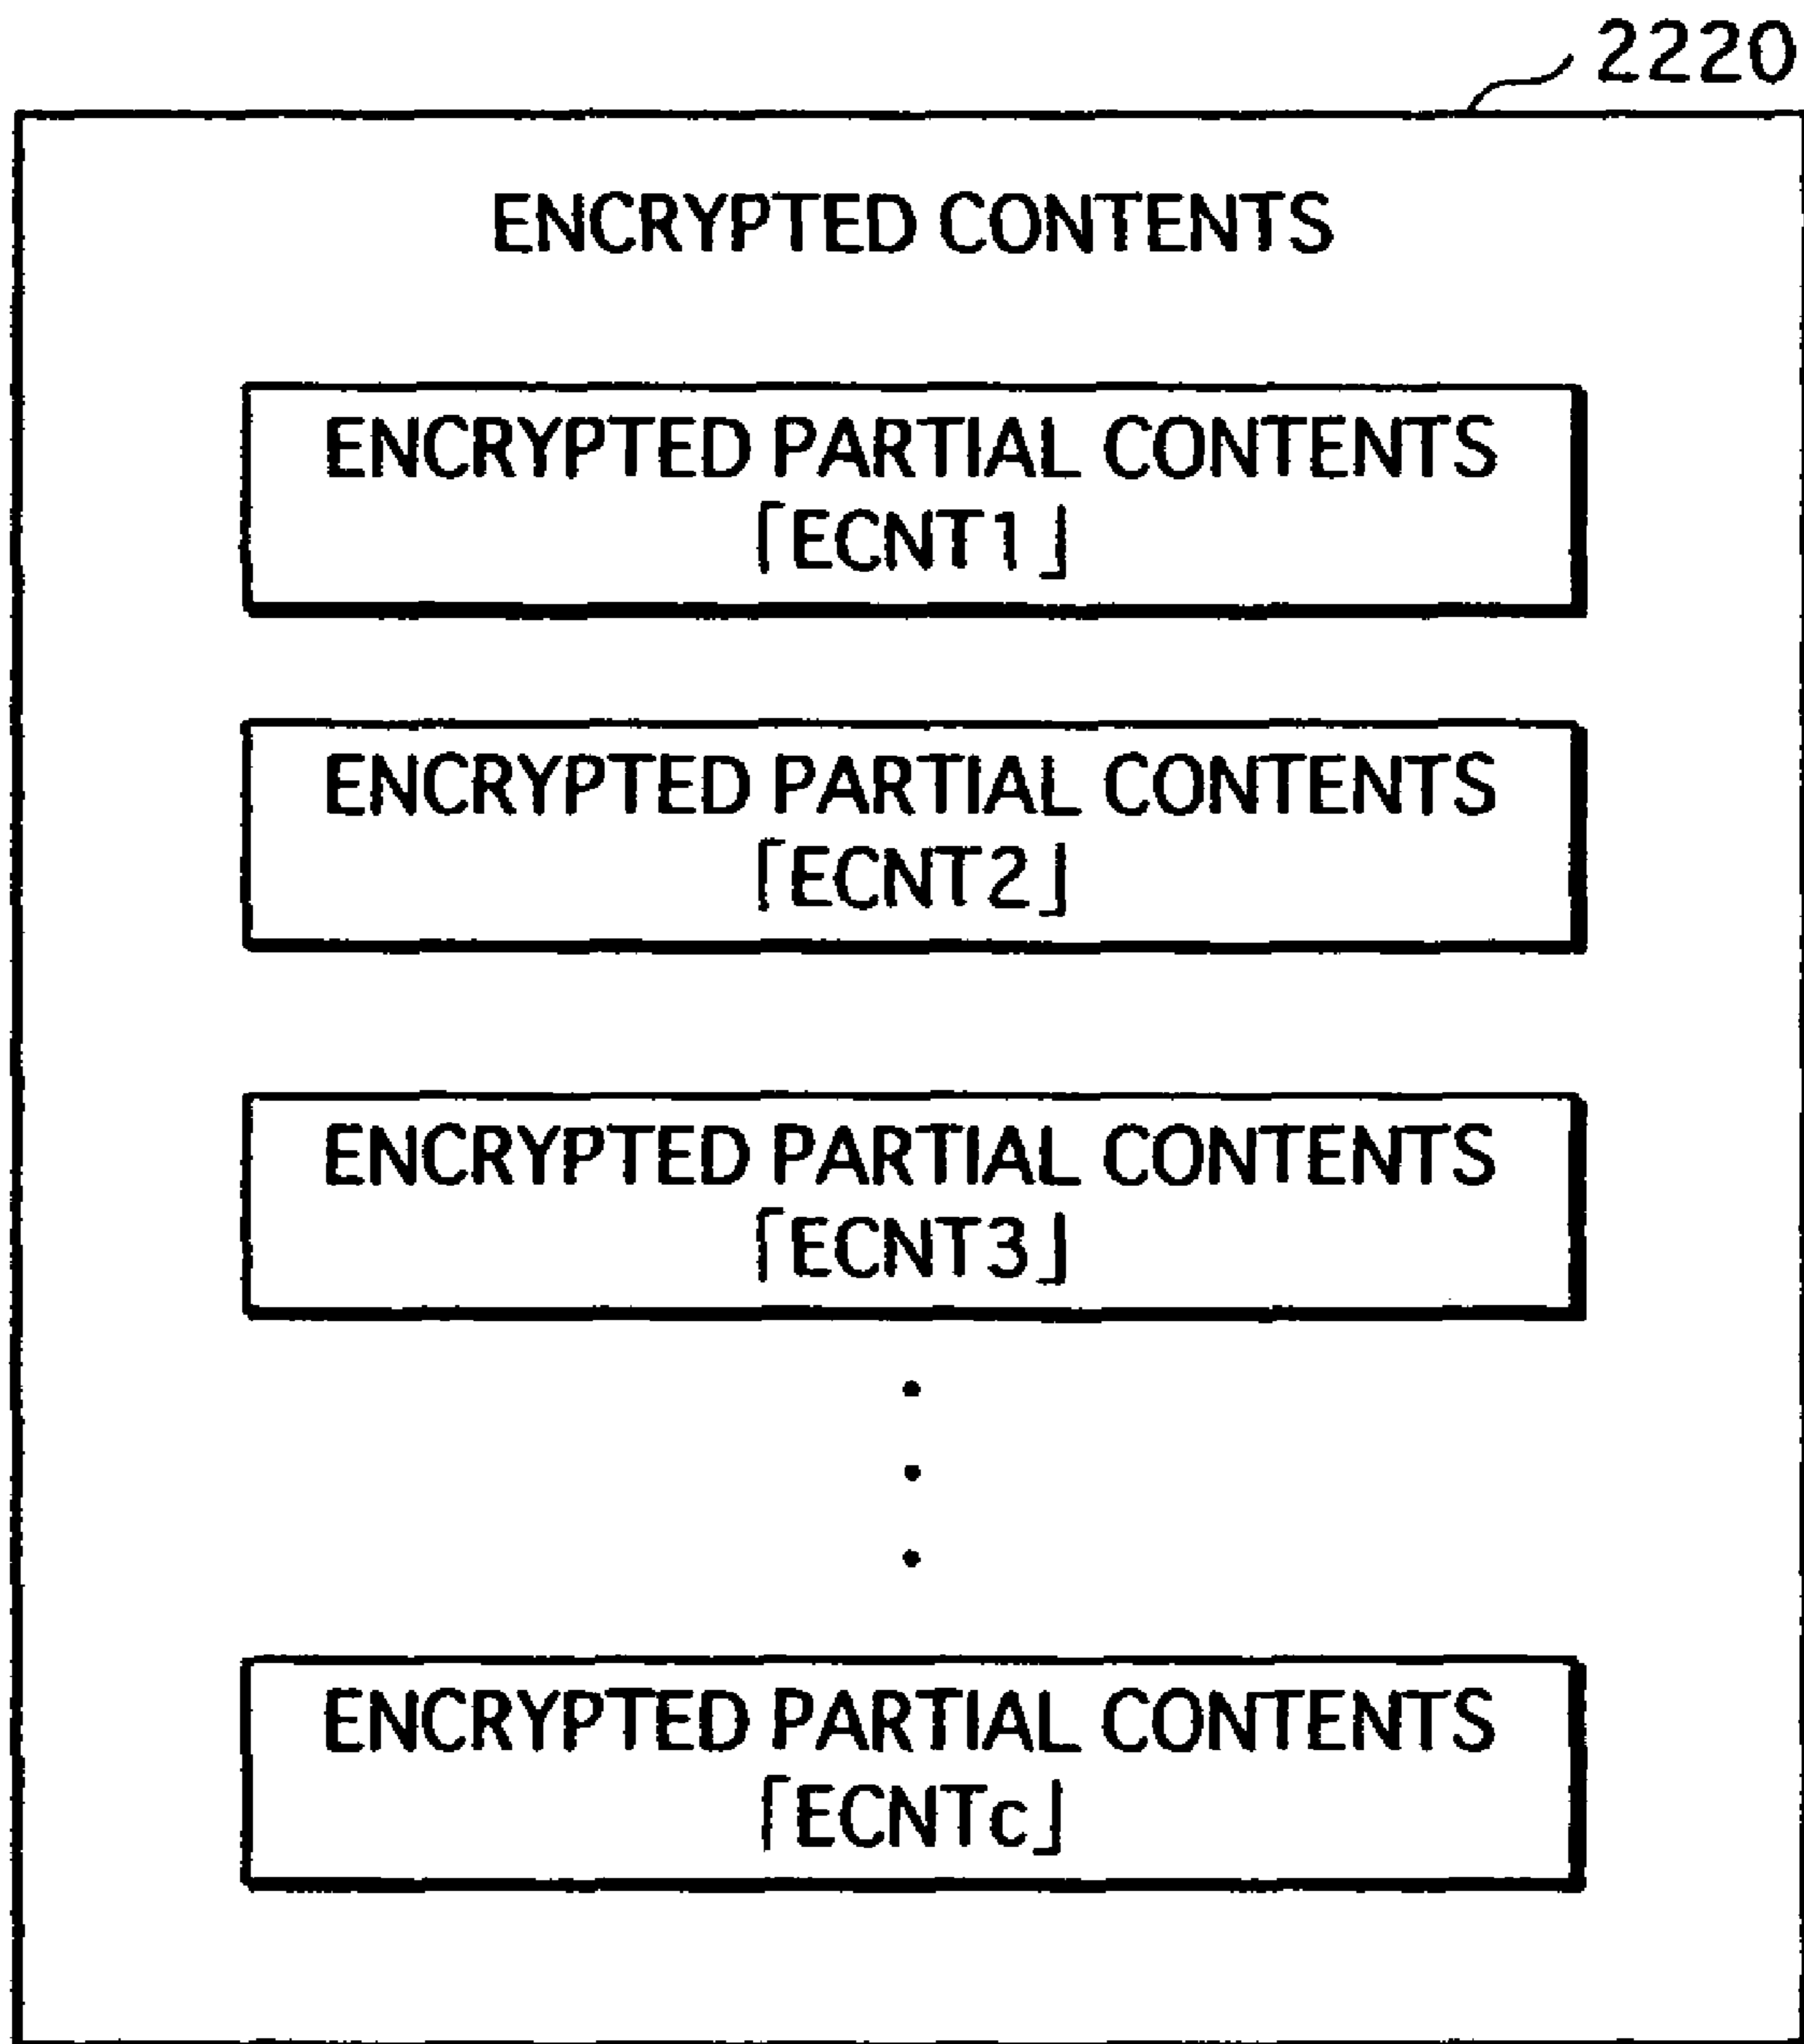 2220
ENCRYPTED CONTENTS
ENCRYPTED PARTIAL CONTENTS
「ECNT1」
ENCRYPTED PARTIAL CONTENTS
「ECNT2」
ENCRYPTED PARTIAL CONTENTS
「ECNT3」
ENCRYPTED PARTIAL CONTENTS
「ECNTc」